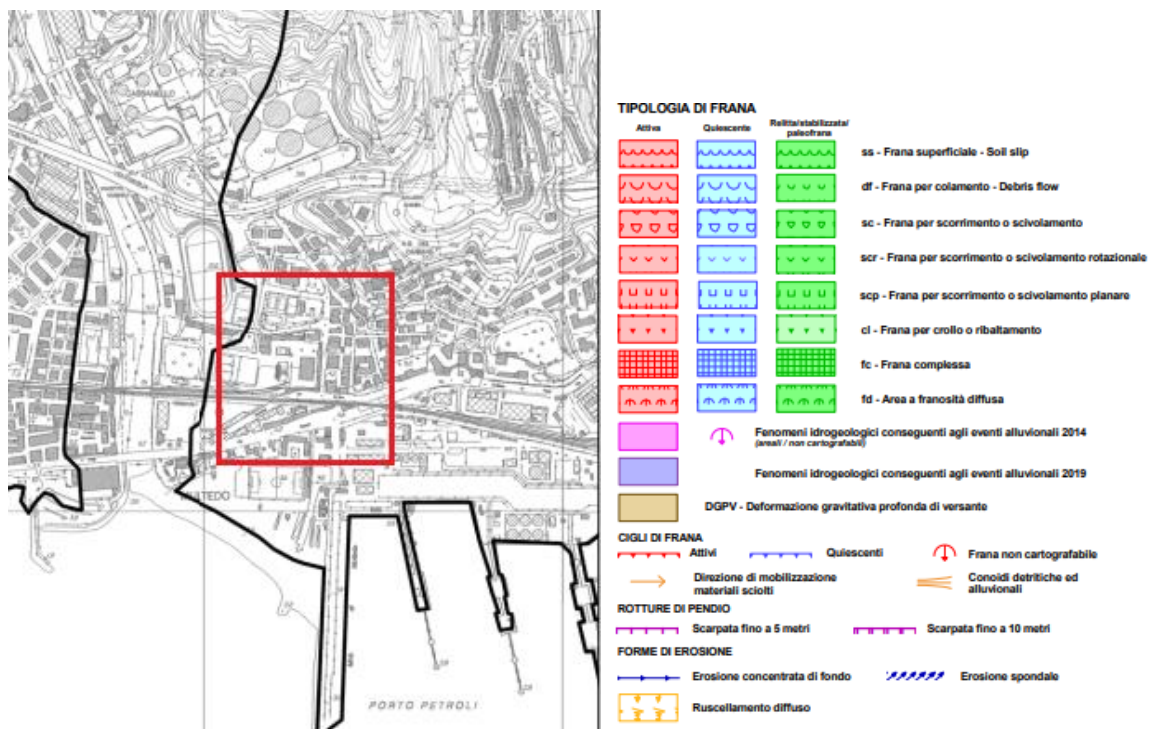 CARBANELLO
PORTO PETROLI
TIPOLOGIA DI FRANA
Attiva
Quiescente
Relitta/stabilizzata/
paleofrana
ss - Frana superficiale - Soil slip
df - Frana per colamento - Debris flow
sc - Frana per scorrimento o scivolamento
scr - Frana per scorrimento o scivolamento rotazionale
scp - Frana per scorrimento o scivolamento planare
cl - Frana per crollo o ribaltamento
fc - Frana complessa
fd - Area a franosità diffusa
Fenomeni idrogeologici conseguenti agli eventi alluvionali 2014
(areali / non cartografabili)
Fenomeni idrogeologici conseguenti agli eventi alluvionali 2019
DGPV - Deformazione gravitativa profonda di versante
CIGLI DI FRANA
Attivi
Quiescenti
Frana non cartografabile
Direzione di mobilizzazione
materiali sciolti
Conoidi detritiche ed
alluvionali
ROTTURE DI PENDIO
Scarpata fino a 5 metri
Scarpata fino a 10 metri
FORME DI EROSIONE
Erosione concentrata di fondo
Erosione spondale
Ruscellamento diffuso